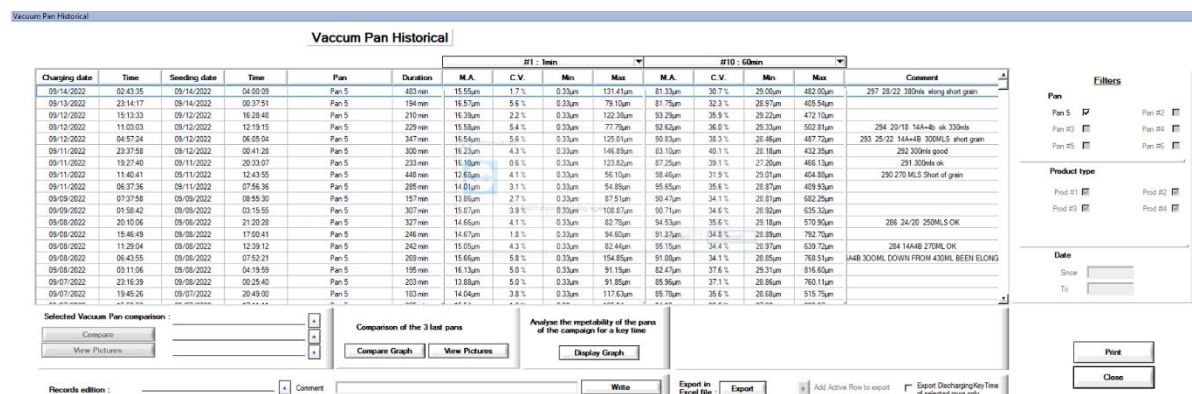 Vacuum Pan Historical
Vaccum Pan Historical
#1 : 1min #10 : 60min
Charging date Time Seeding date Time Pan Duration M.A. C.V. Min Max M.A. C.V. Min Max Comment
09/14/2022 02:43:35 09/14/2022 04:00:09 Pan 5 483 min 15.55µm 1.7 % 0.33µm 131.41µm 81.33µm 30.7 % 29.00µm 482.00µm 297 28/22 380mls elong short grain
09/13/2022 23:14:17 09/14/2022 00:37:51 Pan 5 194 min 16.57µm 5.6 % 0.33µm 79.10µm 81.75µm 32.3 % 28.97µm 405.54µm
09/12/2022 15:13:33 09/12/2022 16:28:48 Pan 5 210 min 16.39µm 2.2 % 0.33µm 122.38µm 93.29µm 35.9 % 29.22µm 472.10µm
09/12/2022 11:03:03 09/12/2022 12:19:15 Pan 5 229 min 15.58µm 5.4 % 0.33µm 77.79µm 92.62µm 36.0 % 29.33µm 502.81µm 294 20/18 14A+4b ok 330mls
09/12/2022 04:57:24 09/12/2022 06:05:04 Pan 5 347 min 16.54µm 5.6 % 0.33µm 125.01µm 90.83µm 38.3 % 28.46µm 487.72µm 293 25/22 14A+4B 300MLS short grain
09/11/2022 23:37:58 09/12/2022 00:41:28 Pan 5 300 min 16.23µm 4.3 % 0.33µm 146.89µm 83.10µm 40.1 % 28.18µm 432.35µm 292 300mls good
09/11/2022 19:27:40 09/11/2022 20:33:07 Pan 5 233 min 16.10µm 0.6 % 0.33µm 123.82µm 87.25µm 39.1 % 27.20µm 466.13µm 291 300mls ok
09/11/2022 11:40:41 09/11/2022 12:43:55 Pan 5 448 min 12.68µm 4.1 % 0.33µm 56.10µm 98.46µm 31.9 % 29.01µm 404.88µm 290 270 MLS Short of grain
09/11/2022 06:37:36 09/11/2022 07:56:36 Pan 5 285 min 14.01µm 3.1 % 0.33µm 54.89µm 95.65µm 35.6 % 28.87µm 409.93µm
09/09/2022 07:37:58 09/09/2022 08:55:30 Pan 5 157 min 13.86µm 2.7 % 0.33µm 87.51µm 90.47µm 34.1 % 28.81µm 682.25µm
09/09/2022 01:58:42 09/09/2022 03:15:55 Pan 5 307 min 15.87µm 3.9 % 0.33µm 108.87µm 90.71µm 34.6 % 28.92µm 635.32µm
09/08/2022 20:10:06 09/08/2022 21:20:28 Pan 5 327 min 14.66µm 4.1 % 0.33µm 82.78µm 94.53µm 35.6 % 29.18µm 570.90µm 286 24/20 250MLS OK
09/08/2022 15:46:49 09/08/2022 17:00:41 Pan 5 246 min 14.67µm 1.8 % 0.33µm 94.60µm 91.37µm 34.8 % 28.89µm 792.70µm
09/08/2022 11:29:04 09/08/2022 12:39:12 Pan 5 242 min 15.05µm 4.3 % 0.33µm 82.44µm 95.15µm 34.4 % 28.97µm 639.72µm 284 14A4B 270ML OK
09/08/2022 06:43:55 09/08/2022 07:52:21 Pan 5 269 min 15.66µm 5.8 % 0.33µm 154.85µm 91.08µm 34.1 % 28.85µm 768.51µm A4B 300ML DOWN FROM 430ML BEEN ELONG
09/08/2022 03:11:06 09/08/2022 04:19:59 Pan 5 195 min 16.13µm 5.0 % 0.33µm 91.19µm 82.47µm 37.6 % 29.31µm 816.60µm
09/07/2022 23:16:39 09/08/2022 00:25:40 Pan 5 203 min 13.88µm 5.0 % 0.33µm 91.85µm 85.96µm 37.1 % 28.86µm 760.11µm
09/07/2022 19:45:26 09/07/2022 20:49:00 Pan 5 183 min 14.04µm 3.8 % 0.33µm 117.63µm 85.78µm 35.6 % 28.68µm 515.75µm
Filters
Pan
Pan 5 Pan #2
Pan #3 Pan #4
Pan #5 Pan #6
Product type
Prod #1 Prod #2
Prod #3 Prod #4
Date
Since
To
Selected Vacuum Pan comparison :
Compare
View Pictures
Comparison of the 3 last pans
Compare Graph View Pictures
Analyse the repetability of the pans
of the campaign for a key time
Display Graph
Print
Close
Records edition : + Comment Write
Export in
Excel file : Export
+ Add Active Row to export
Export DischargingKeyTime
of selected rows only